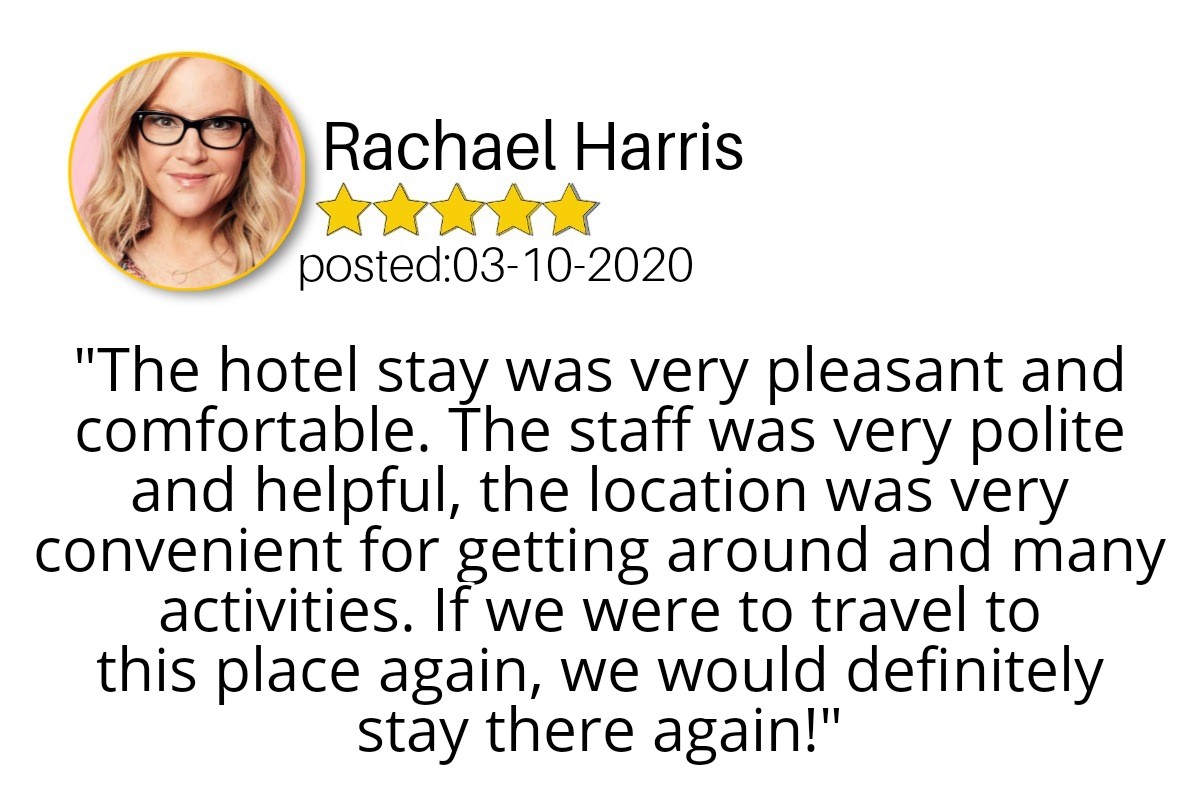 Rachael Harris
posted:03-10-2020
"The hotel stay was very pleasant and
comfortable. The staff was very polite
and helpful, the location was very
convenient for getting around and many
activities. If we were to travel to
this place again, we would definitely
stay there again!"